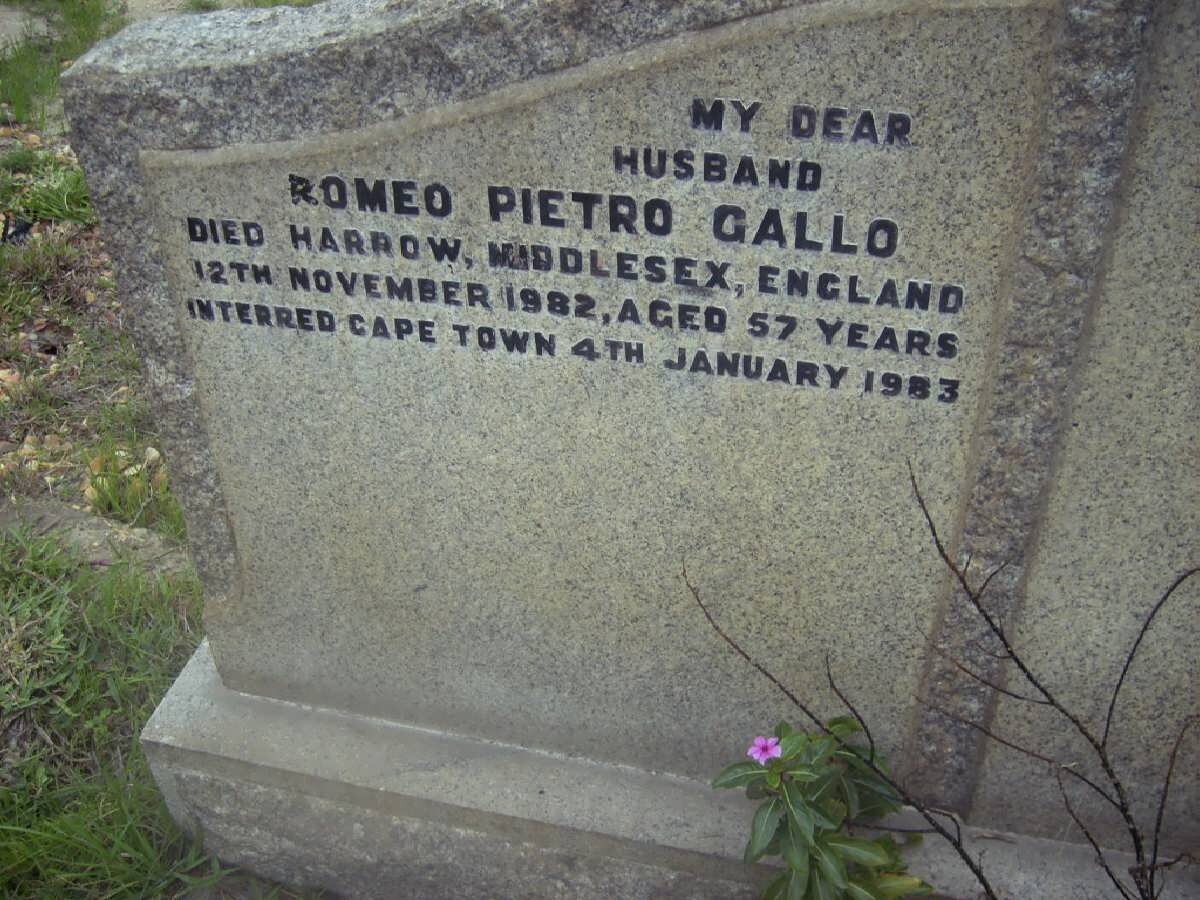 MY DEAR
HUSBAND
ROMEO PIETRO GALLO
DIED HARROW, MIDDLESEX, ENGLAND
12TH NOVEMBER 1982, AGED 57 YEARS
INTERRED CAPE TOWN 4TH JANUARY 1983